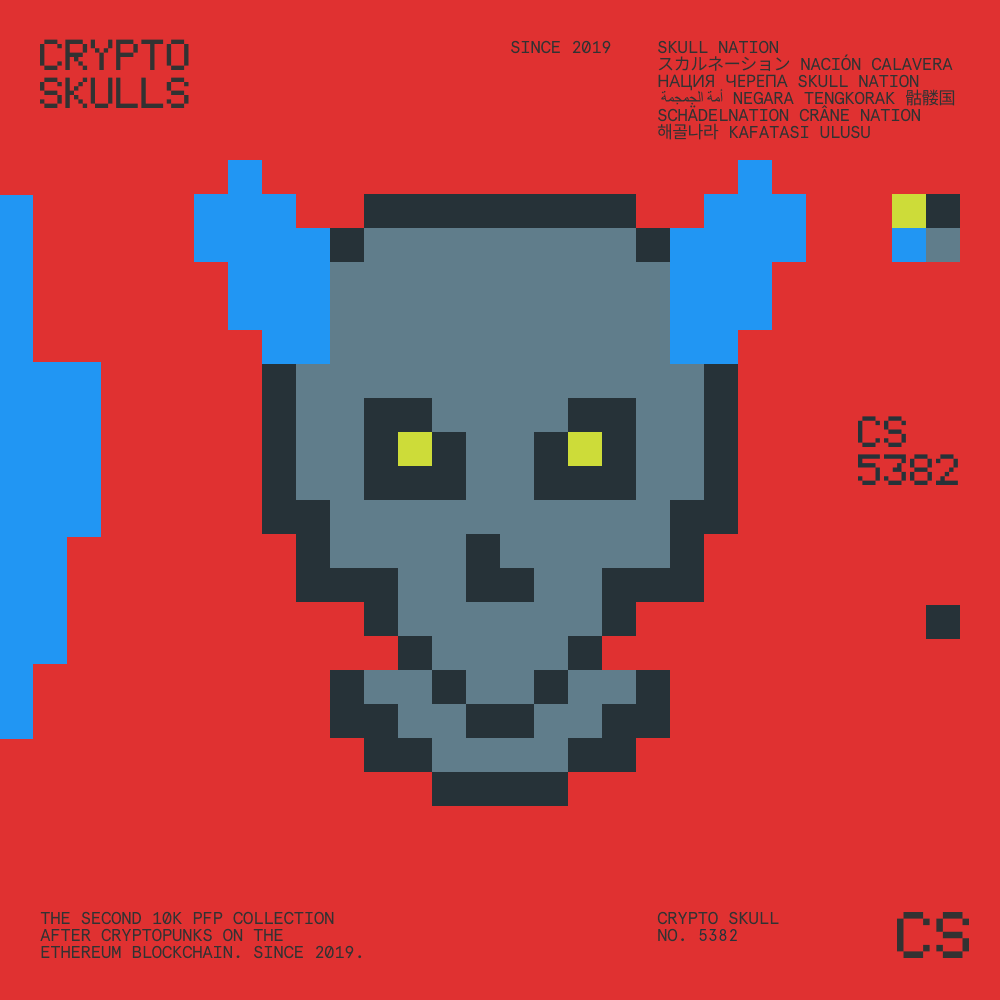 CRYPTO
SKULLS
SINCE 2019
SKULL NATION
スカルネーション NACIÓN CALAVERA
НАЦИЯ ЧЕРЕПА SKULL NATION
أمة الجمجمة NEGARA TENGKORAK 骷髅国
SCHÄDELNATION CRÂNE NATION
해골나라 KAFATASI ULUSU
CS
5382
THE SECOND 10K PFP COLLECTION
AFTER CRYPTOPUNKS ON THE
ETHEREUM BLOCKCHAIN. SINCE 2019.
CRYPTO SKULL
NO. 5382
CS